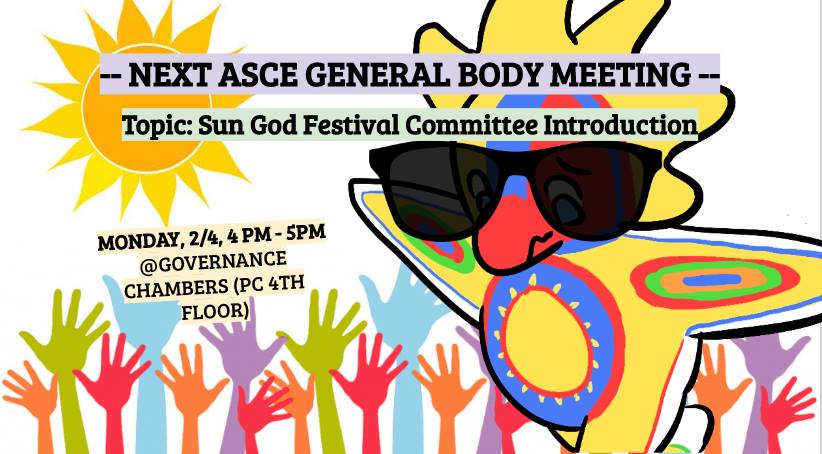 -- NEXT ASCE GENERAL BODY MEETING --
Topic: Sun God Festival Committee Introduction
MONDAY, 2/4, 4 PM - 5PM
@GOVERNANCE
CHAMBERS (PC 4TH
FLOOR)